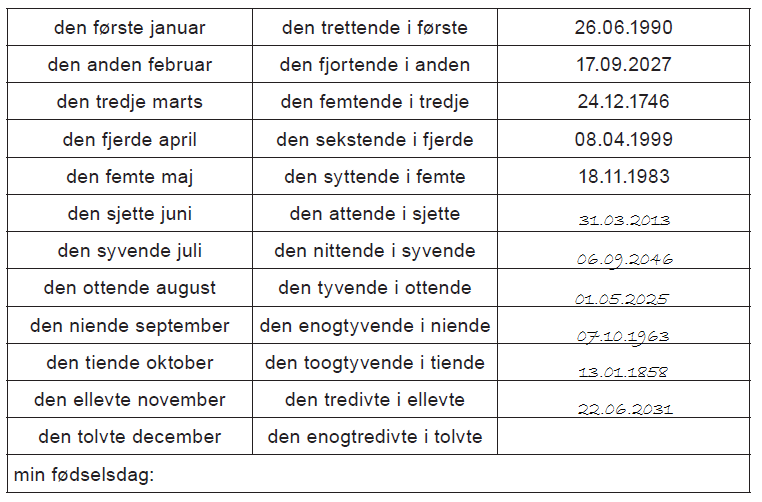 den første januar den trettende i første 26.06.1990
den anden februar den fjortende i anden 17.09.2027
den tredje marts den femtende i tredje 24.12.1746
den fjerde april den sekstende i fjerde 08.04.1999
den femte maj den syttende i femte 18.11.1983
den sjette juni den attende i sjette 31.03.2013
den syvende juli den nittende i syvende 06.09.2046
den ottende august den tyvende i ottende 01.05.2025
den niende september den enogtyvende i niende 07.10.1963
den tiende oktober den toogtyvende i tiende 13.01.1858
den ellevte november den tredivte i ellevte 22.06.2031
den tolvte december den enogtredivte i tolvte
min fødselsdag: